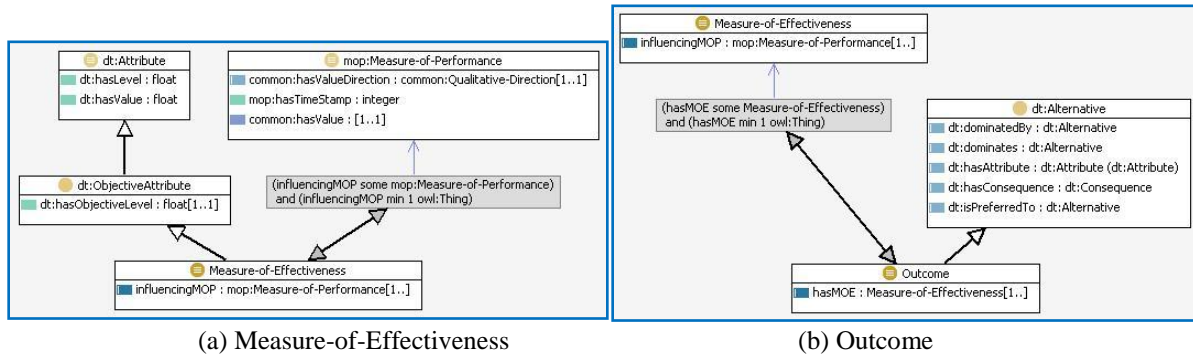 dt:Attribute
dt:hasLevel : float
dt:hasValue : float
mop:Measure-of-Performance
common:hasValueDirection : common:Qualitative-Direction[1..1]
mop:hasTimeStamp : integer
common:hasValue : [1..1]
dt:ObjectiveAttribute
dt:hasObjectiveLevel : float[1..1]
(influencingMOP some mop:Measure-of-Performance)
and (influencingMOP min 1 owl:Thing)
Measure-of-Effectiveness
influencingMOP : mop:Measure-of-Performance[1..]
(a) Measure-of-Effectiveness
Measure-of-Effectiveness
influencingMOP : mop:Measure-of-Performance[1..]
(hasMOE some Measure-of-Effectiveness)
and (hasMOE min 1 owl:Thing)
dt:Alternative
dt:dominatedBy : dt:Alternative
dt:dominates : dt:Alternative
dt:hasAttribute : dt:Attribute (dt:Attribute)
dt:hasConsequence : dt:Consequence
dt:isPreferredTo : dt:Alternative
Outcome
hasMOE : Measure-of-Effectiveness[1..]
(b) Outcome